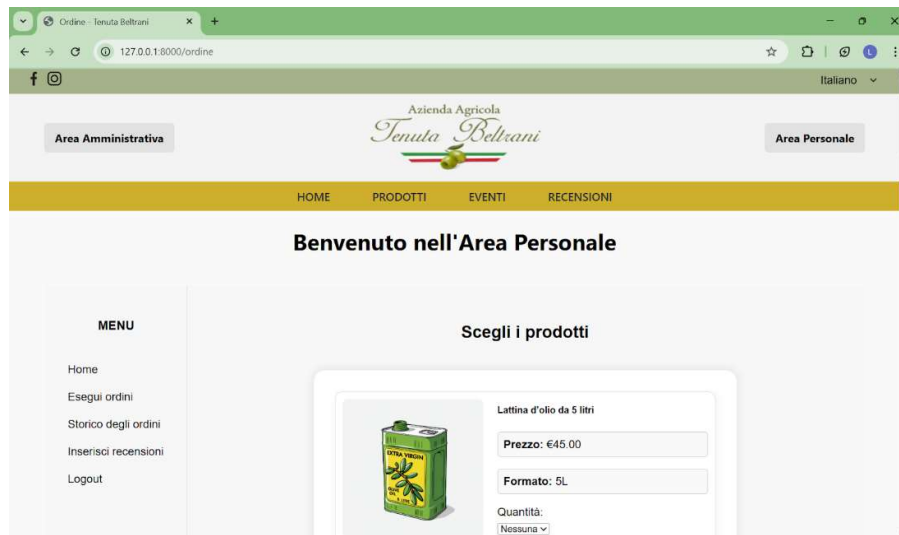 Ordine - Tenuta Beltrani
127.0.0.1:8000/ordine
Italiano
Area Amministrativa
Azienda Agricola
Tenuta Beltrani
Area Personale
HOME PRODOTTI EVENTI RECENSIONI
Benvenuto nell'Area Personale
MENU
Home
Esegui ordini
Storico degli ordini
Inserisci recensioni
Logout
Scegli i prodotti
EXTRA VIRGIN
OLIVE
OIL
Lattina d'olio da 5 litri
Prezzo: €45.00
Formato: 5L
Quantità:
Nessuna